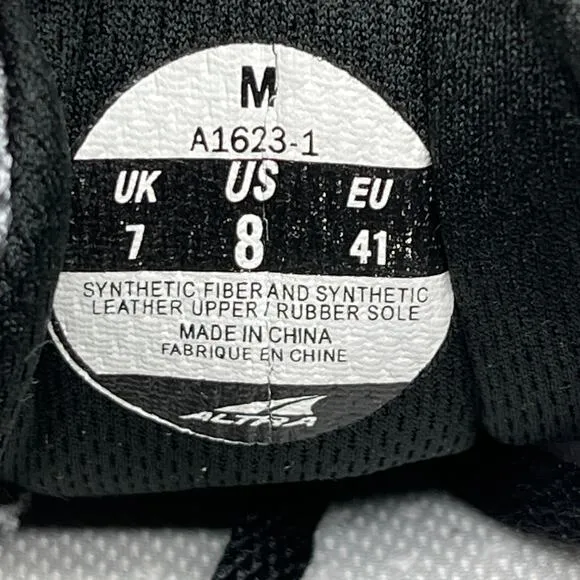 M
A1623-1
UK US EU
7 8 41
SYNTHETIC FIBER AND SYNTHETIC
LEATHER UPPER / RUBBER SOLE
MADE IN CHINA
FABRIQUE EN CHINE
ALTRA